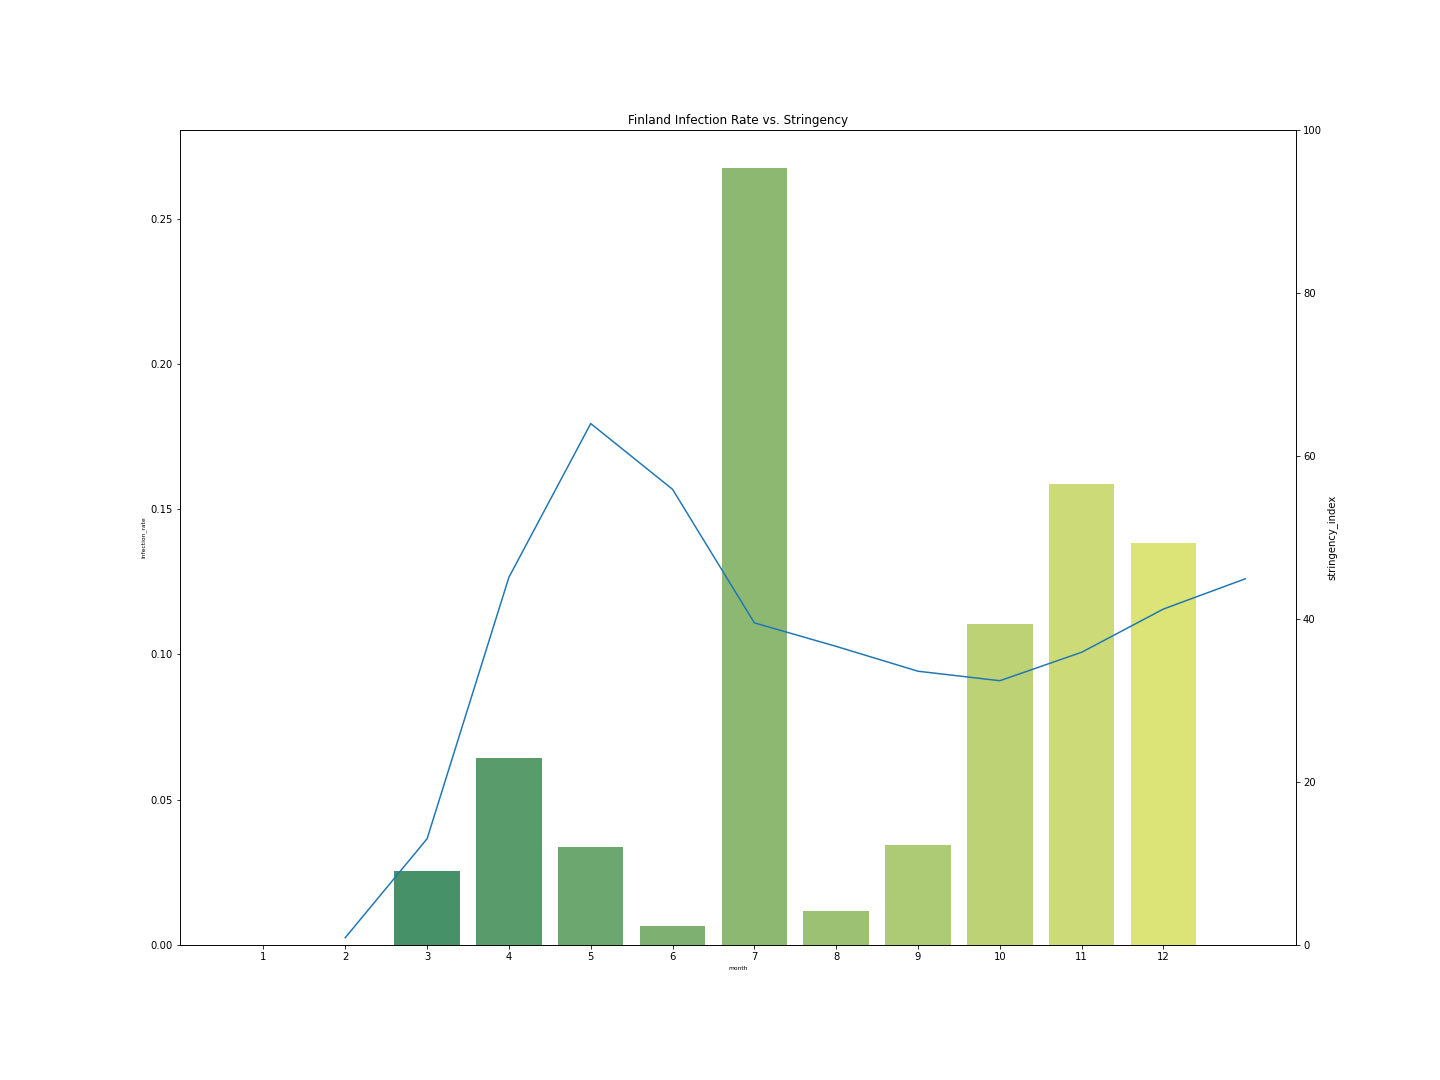 Finland Infection Rate vs. Stringency
100
80
60
40
20
0
0.25
0.20
0.15
0.10
0.05
0.00
Infection_rate
stringency_index
1 2 3 4 5 6 7 8 9 10 11 12
month